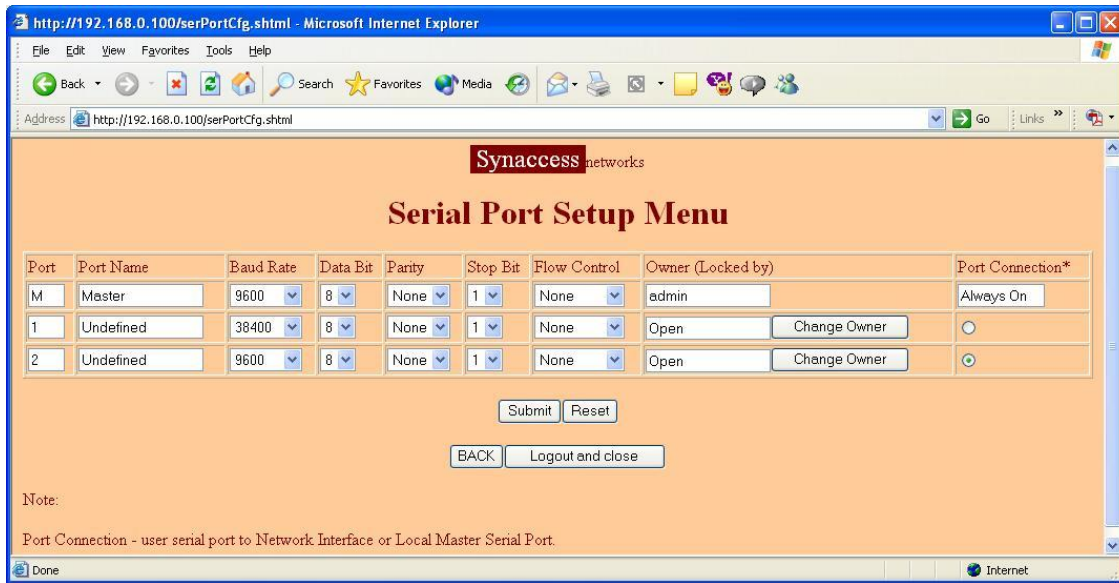 http://192.168.0.100/serPortCfg.shtml - Microsoft Internet Explorer
File Edit View Favorites Tools Help
Back Search Favorites Media
Address http://192.168.0.100/serPortCfg.shtml Go Links »
Synaccess networks
Serial Port Setup Menu
Port Port Name Baud Rate Data Bit Parity Stop Bit Flow Control Owner (Locked by) Port Connection*
M Master 9600 8 None 1 None admin Always On
1 Undefined 38400 8 None 1 None Open Change Owner
2 Undefined 9600 8 None 1 None Open Change Owner
Submit Reset
BACK Logout and close
Note:
Port Connection - user serial port to Network Interface or Local Master Serial Port.
Done Internet